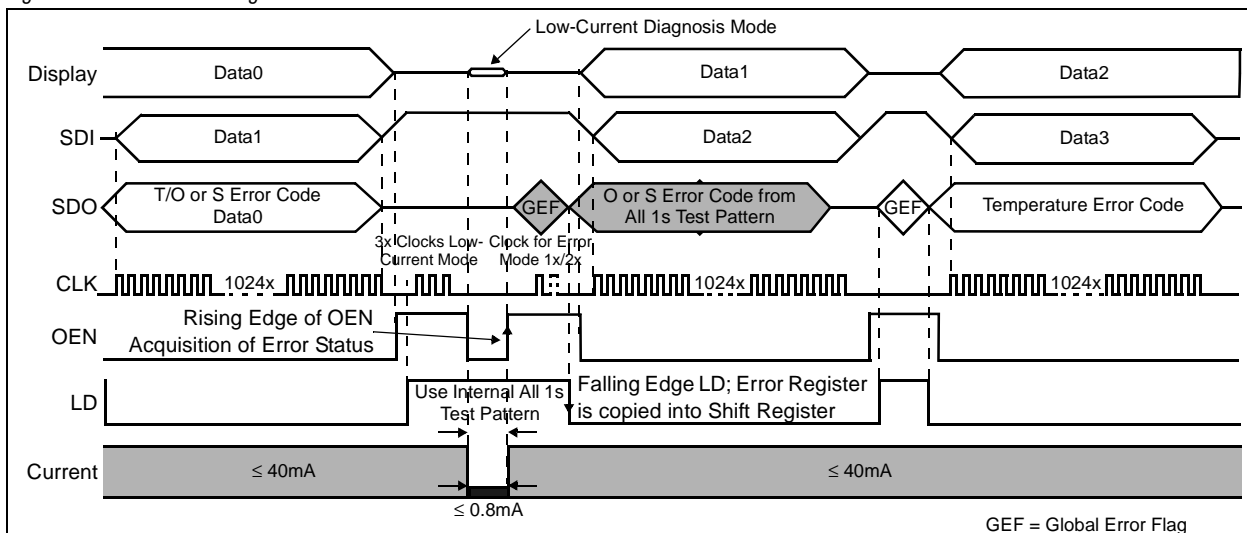 Low-Current Diagnosis Mode
Display
Data0
Data1
Data2
SDI
Data1
Data2
Data3
SDO
T/O or S Error Code
Data0
GEF
O or S Error Code from
All 1s Test Pattern
GEF
Temperature Error Code
3x Clocks Low-
Current Mode
Clock for Error
Mode 1x/2x
CLK
1024x
1024x
1024x
OEN
Rising Edge of OEN
Acquisition of Error Status
LD
Use Internal All 1s
Test Pattern
Falling Edge LD; Error Register
is copied into Shift Register
Current
≤ 40mA
≤ 40mA
≤ 0.8mA
GEF = Global Error Flag